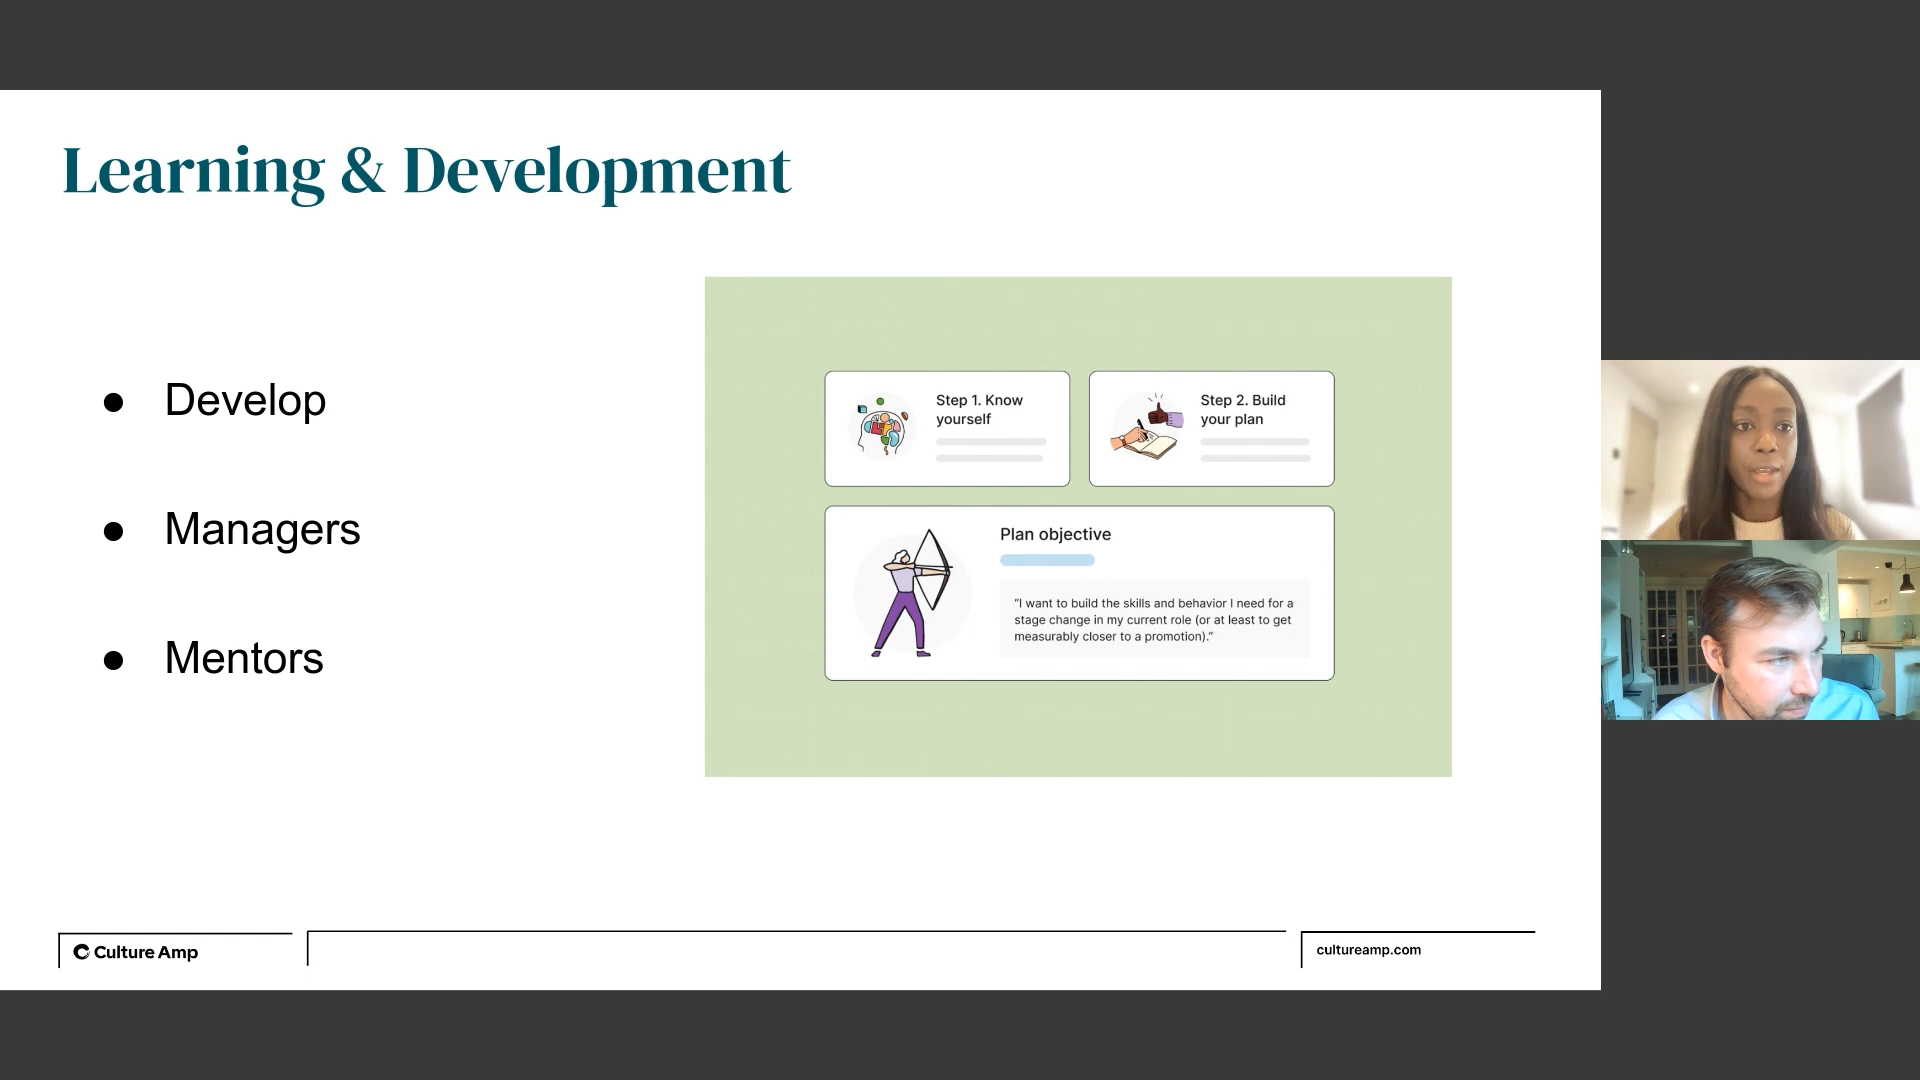 Learning & Development
● Develop
● Managers
● Mentors
Step 1. Know
yourself
Step 2. Build
your plan
Plan objective
“I want to build the skills and behavior I need for a
stage change in my current role (or at least to get
measurably closer to a promotion).”
Culture Amp
cultureamp.com